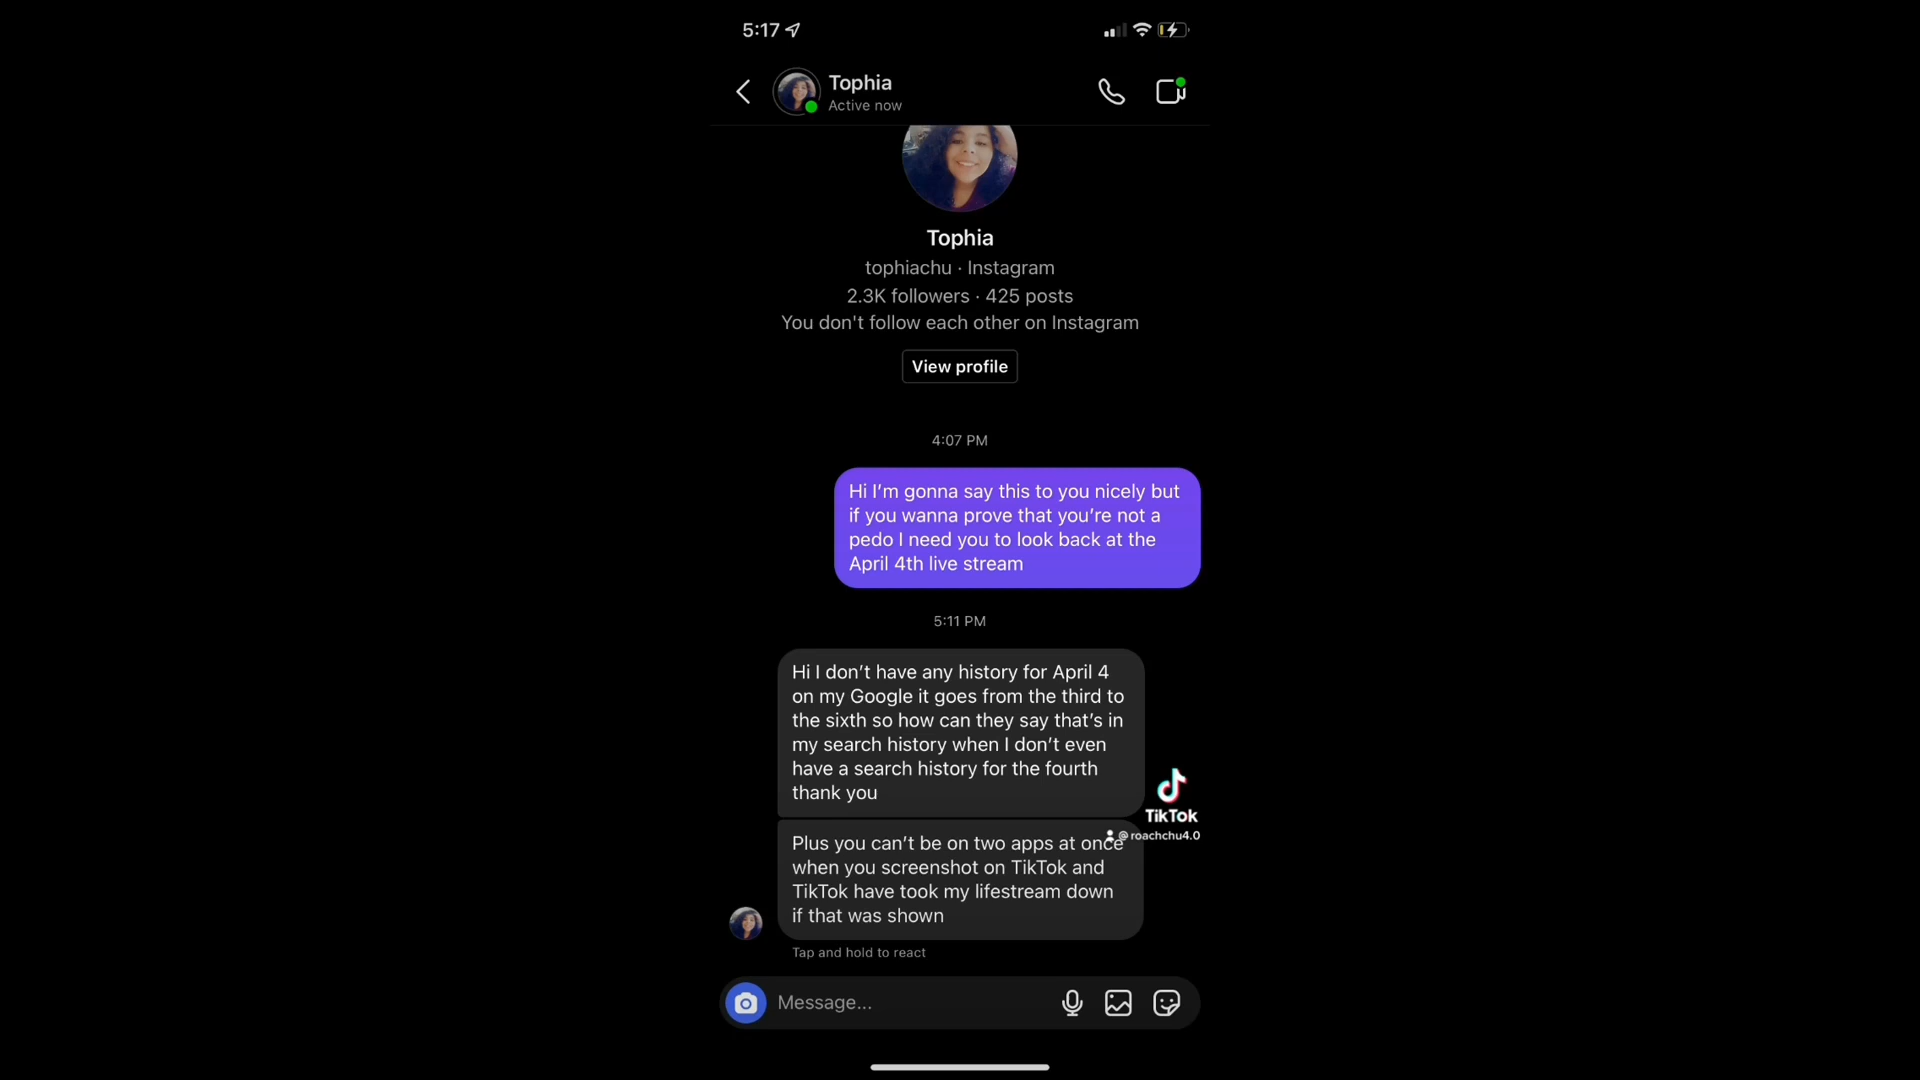 5:17
Tophia
Active now
Tophia
tophiachu · Instagram
2.3K followers · 425 posts
You don't follow each other on Instagram
View profile
4:07 PM
Hi I'm gonna say this to you nicely but
if you wanna prove that you're not a
pedo I need you to look back at the
April 4th live stream
5:11 PM
Hi I don't have any history for April 4
on my Google it goes from the third to
the sixth so how can they say that's in
my search history when I don't even
have a search history for the fourth
thank you
TikTok
@roachchu4.0
Plus you can't be on two apps at once
when you screenshot on TikTok and
TikTok have took my lifestream down
if that was shown
Tap and hold to react
Message...